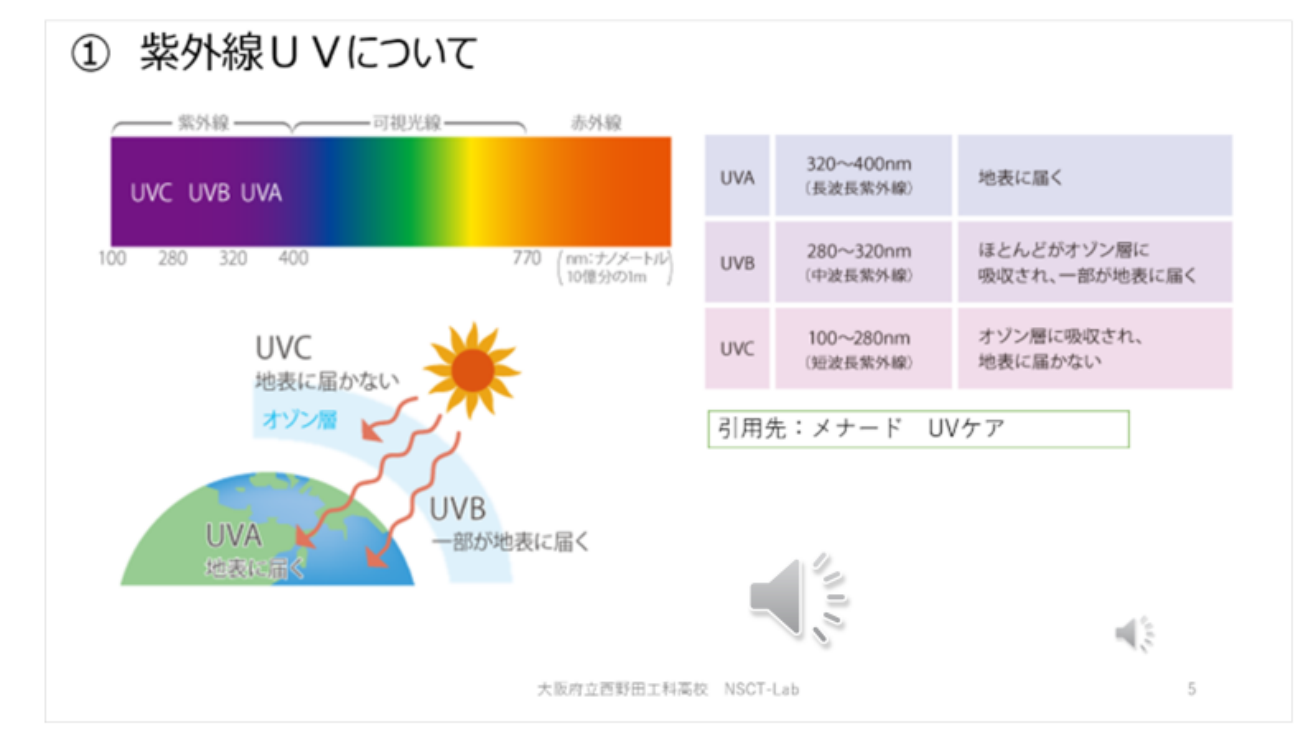 ① 紫外線UVについて
紫外線
可視光線
赤外線
UVC UVB UVA
100 280 320 400 770
(nm:ナノメートル
10億分の1m)
UVA
320〜400nm
(長波長紫外線)
地表に届く
UVB
280〜320nm
(中波長紫外線)
ほとんどがオゾン層に
吸収され、一部が地表に届く
UVC
100〜280nm
(短波長紫外線)
オゾン層に吸収され、
地表に届かない
引用先：メナード UVケア
UVC
地表に届かない
オゾン層
UVB
一部が地表に届く
UVA
地表に届く
大阪府立西野田工科高校 NSCT-Lab
5